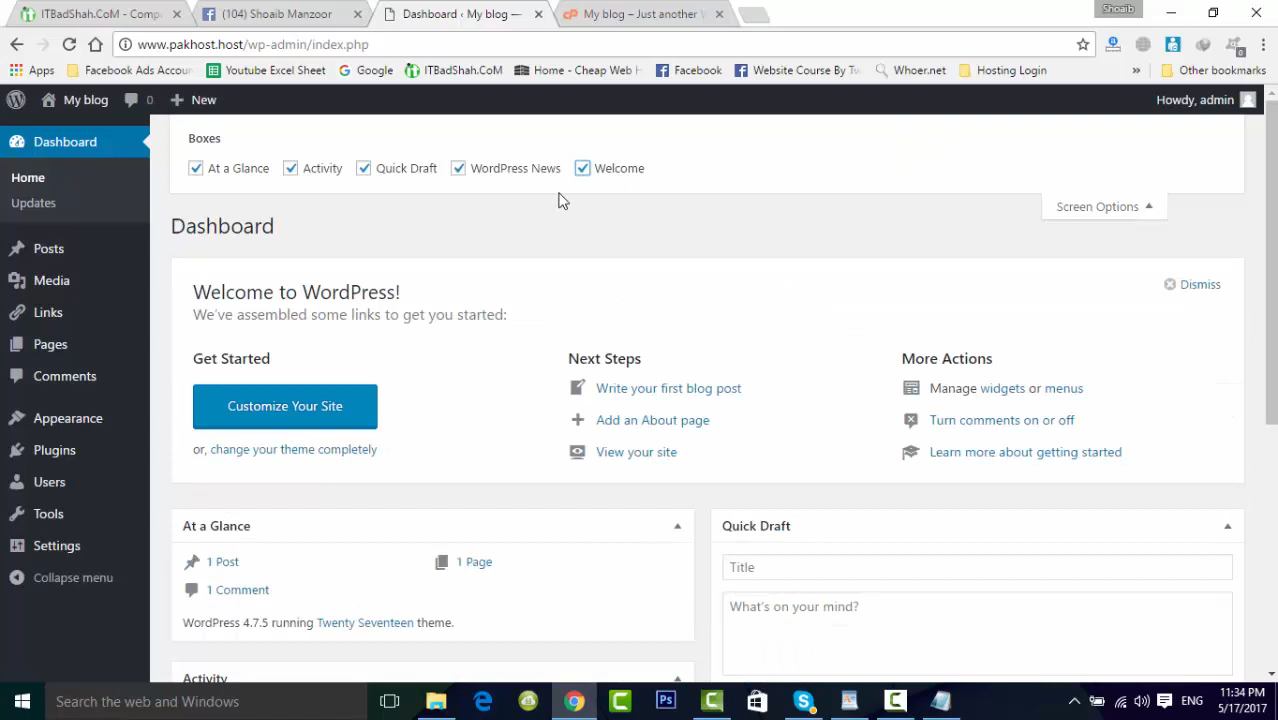 ITBadShah.CoM - Comp
(104) Shoaib Manzoor
Dashboard ‹ My blog —
My blog – Just another W
Shoaib
www.pakhost.host/wp-admin/index.php
Apps
Facebook Ads Accoun
Youtube Excel Sheet
Google
ITBadShah.CoM
Home - Cheap Web H
Facebook
Website Course By Tw
Whoer.net
Hosting Login
»
Other bookmarks
My blog
0
New
Howdy, admin
Dashboard
Home
Updates
Posts
Media
Links
Pages
Comments
Appearance
Plugins
Users
Tools
Settings
Collapse menu
Boxes
At a Glance
Activity
Quick Draft
WordPress News
Welcome
Screen Options
Dashboard
Welcome to WordPress!
We've assembled some links to get you started:
Dismiss
Get Started
Customize Your Site
or, change your theme completely
Next Steps
Write your first blog post
Add an About page
View your site
More Actions
Manage widgets or menus
Turn comments on or off
Learn more about getting started
At a Glance
1 Post
1 Page
1 Comment
WordPress 4.7.5 running Twenty Seventeen theme.
Activity
Quick Draft
Title
What's on your mind?
Search the web and Windows
ENG
11:34 PM
5/17/2017